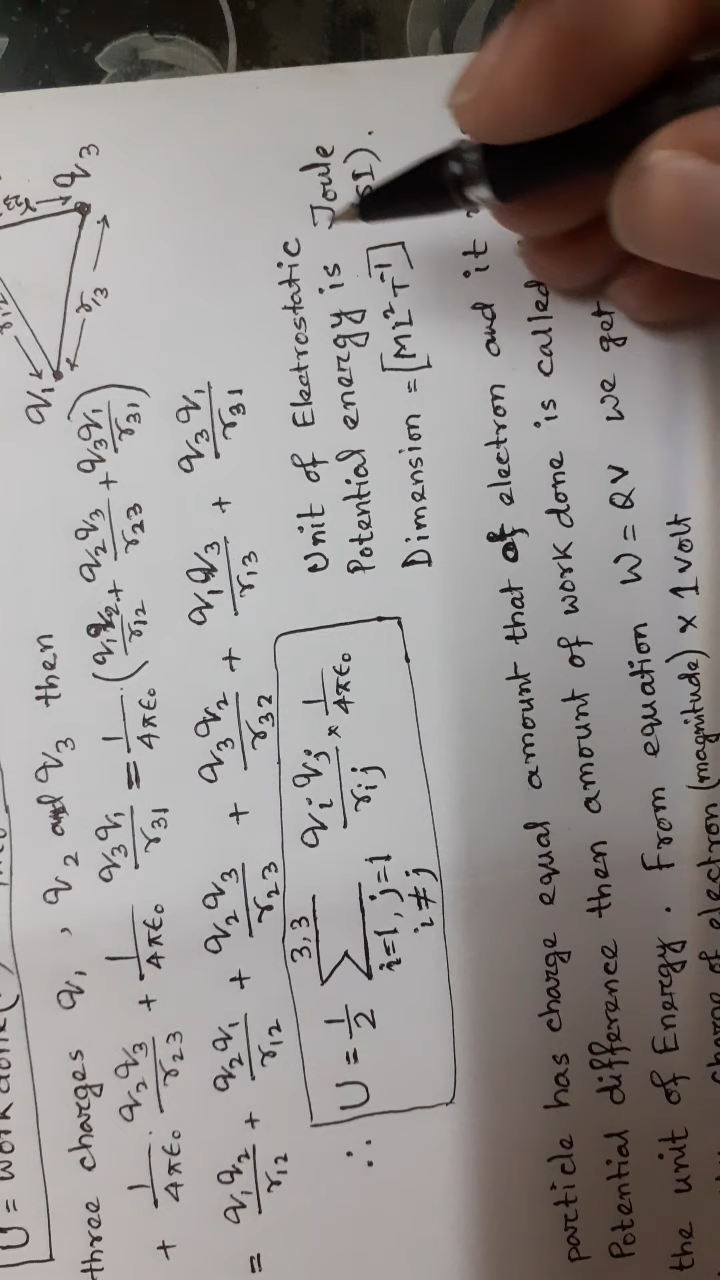 U = work done
three charges q1, q2 and q3 then
+ 1/4πϵ0 · q2q3/r23 + 1/4πϵ0 q3q1/r31 = 1/4πϵ0 · (q1q2/r12 + q2q3/r23 + q3q1/r31)
= q1q2/r12 + q2q1/r12 + q2q3/r23 + q3q2/r32 + q1q3/r13 + q3q1/r31
∴ U = 1/2 ∑ 3,3 i=1, j=1 i≠j qiqj/rij × 1/4πϵ0
q1
r12
r13
q3
Unit of Electrostatic
Potential energy is Joule
SI).
Dimension = [ML²T⁻¹]
particle has charge equal amount that of electron and it
Potential difference then amount of work done is called
the unit of Energy. From equation W = QV we get
charge of electron (magnitude) × 1 volt